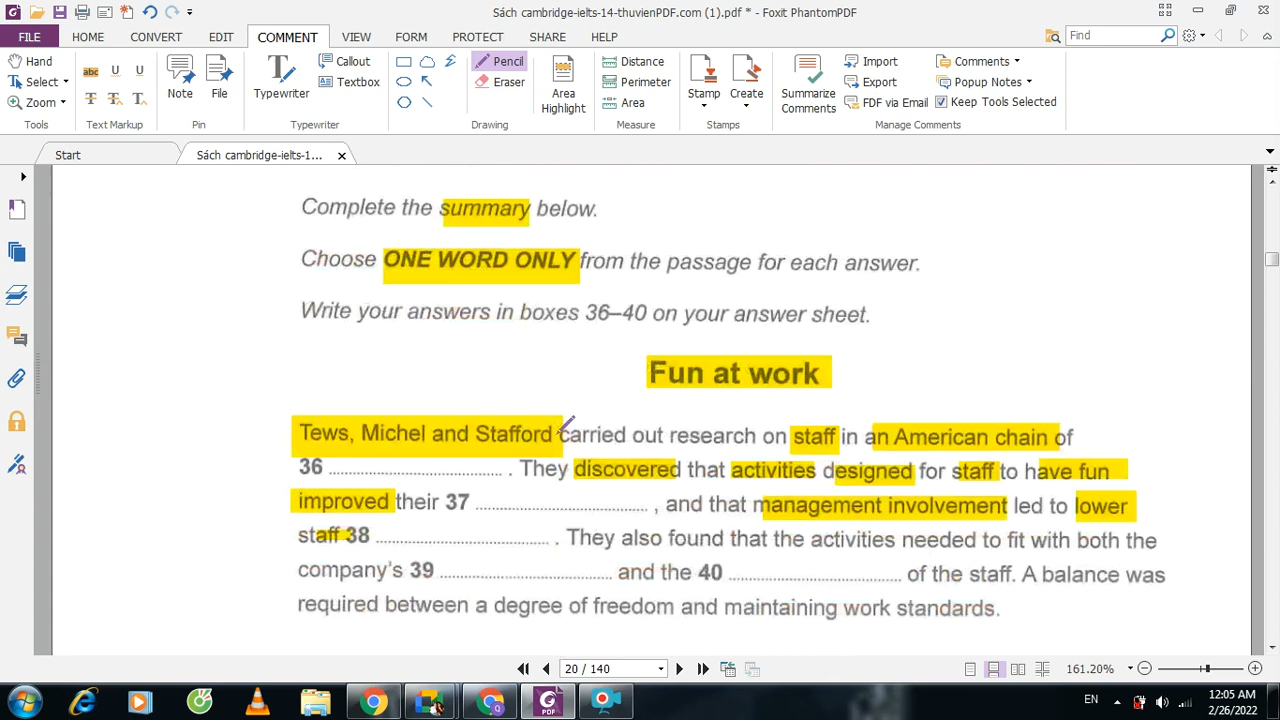 Sách cambridge-ielts-14-thuvienPDF.com (1).pdf * - Foxit PhantomPDF
FILE HOME CONVERT EDIT COMMENT VIEW FORM PROTECT SHARE HELP Find
Hand Callout Pencil Distance Import Comments
Select Textbox Eraser Perimeter Export Popup Notes
Zoom Note File Typewriter Area Highlight Area Stamp Create Summarize Comments FDF via Email Keep Tools Selected
Tools Text Markup Pin Typewriter Drawing Measure Stamps Manage Comments
Start Sách cambridge-ielts-1...
Complete the summary below.
Choose ONE WORD ONLY from the passage for each answer.
Write your answers in boxes 36–40 on your answer sheet.
Fun at work
Tews, Michel and Stafford carried out research on staff in an American chain of
36 .............................. . They discovered that activities designed for staff to have fun
improved their 37 .............................. , and that management involvement led to lower
staff 38 .............................. . They also found that the activities needed to fit with both the
company's 39 .............................. and the 40 .............................. of the staff. A balance was
required between a degree of freedom and maintaining work standards.
20 / 140 161.20%
EN 12:05 AM
2/26/2022